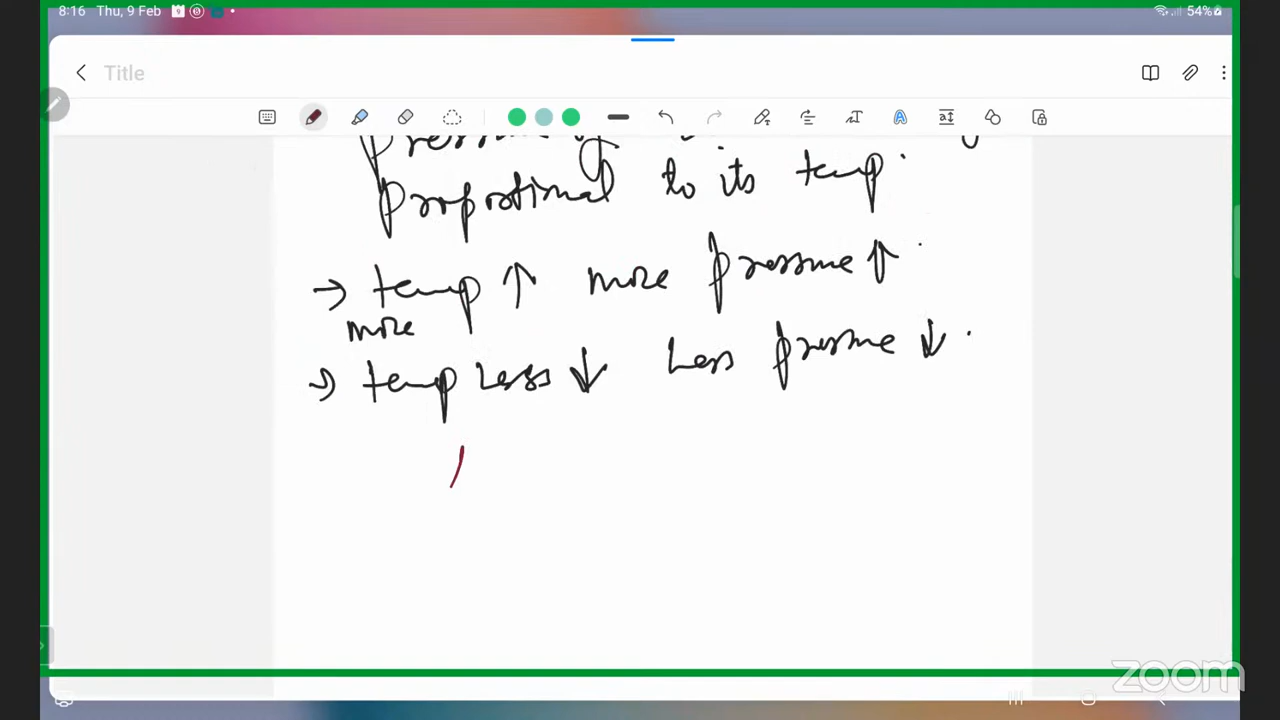 8:16 Thu, 9 Feb
54%
Title
proportional to its temp.
→ temp ↑ more pressure ↑
more
→ temp Less ↓ Less pressure ↓
zoom